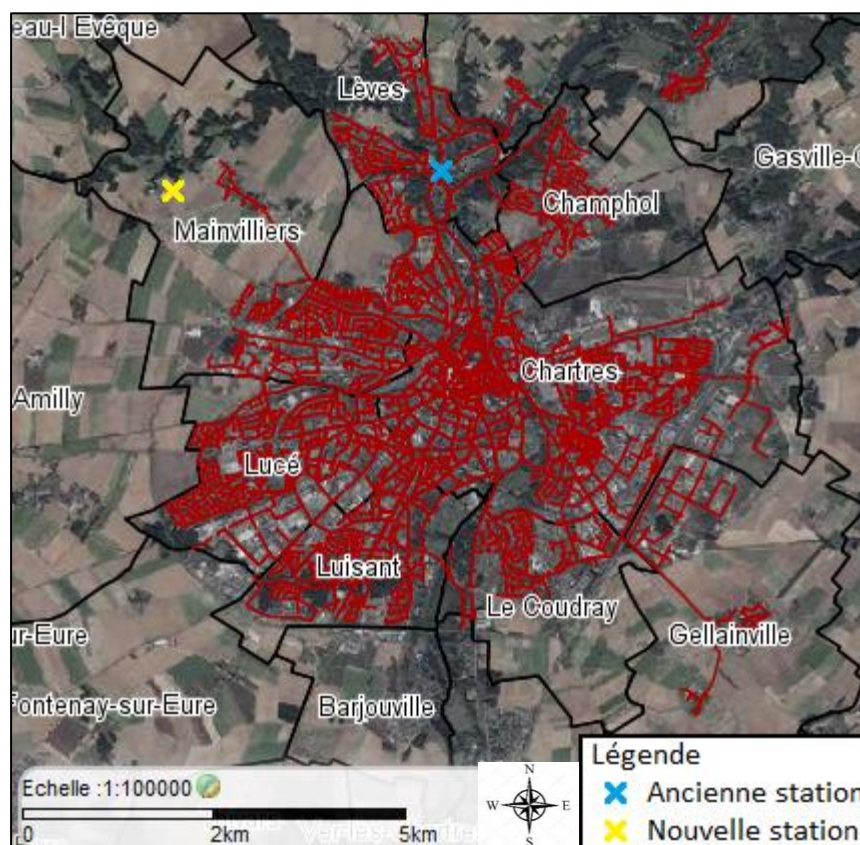 eau-l Evêque
Lèves
Gasville-
Champhol
Mainvilliers
Chartres
Amilly
Lucé
Luisant
Le Coudray
ur-Eure
Gellainville
Fontenay-sur-Eure
Barjouville
Légende
Ancienne station
Nouvelle station
Echelle :1:100000
0 2km 5km
N
W E
S